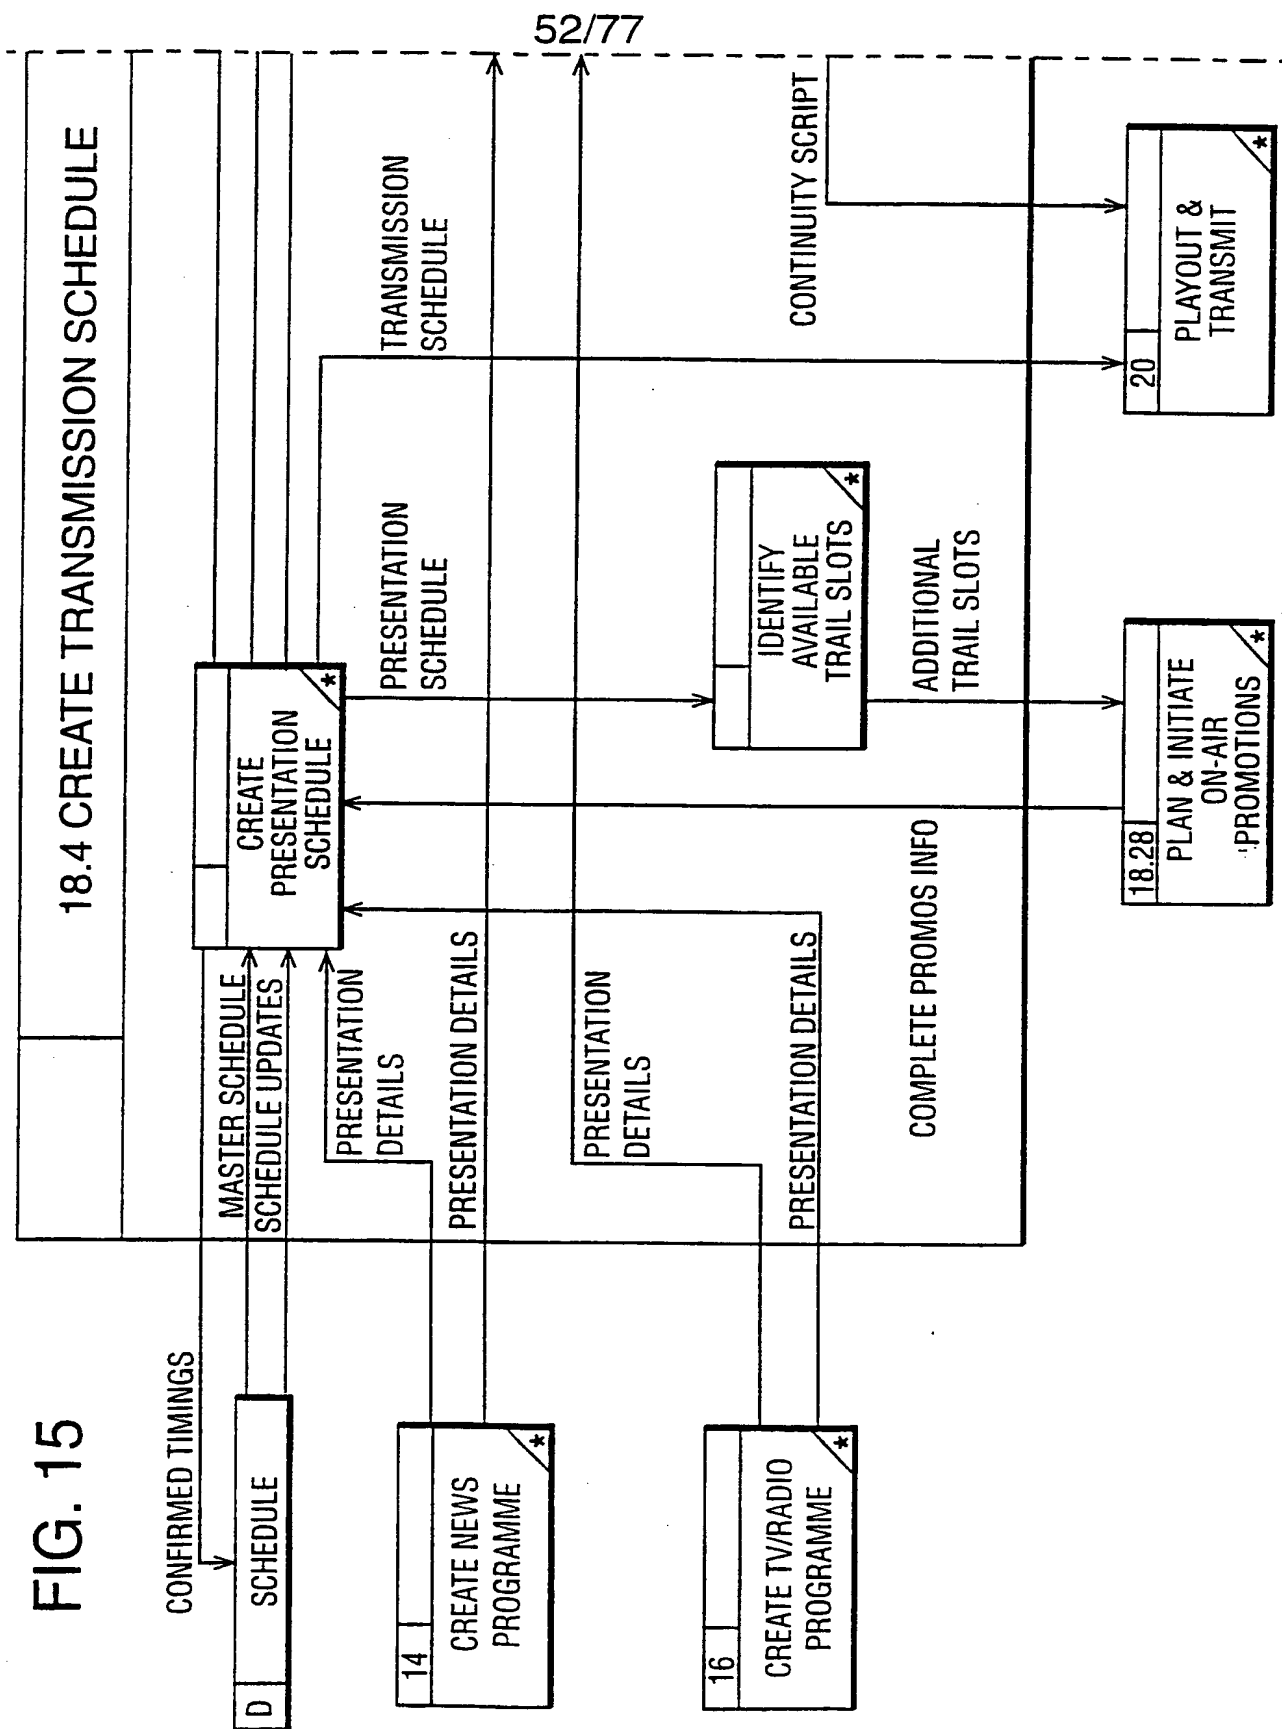 52/77
FIG. 15
18.4 CREATE TRANSMISSION SCHEDULE
CONFIRMED TIMINGS
D
SCHEDULE
MASTER SCHEDULE
SCHEDULE UPDATES
CREATE
PRESENTATION
SCHEDULE
*
PRESENTATION
DETAILS
PRESENTATION
SCHEDULE
TRANSMISSION
SCHEDULE
14
CREATE NEWS
PROGRAMME
*
PRESENTATION DETAILS
PRESENTATION
DETAILS
16
CREATE TV/RADIO
PROGRAMME
*
PRESENTATION DETAILS
IDENTIFY
AVAILABLE
TRAIL SLOTS
*
CONTINUITY SCRIPT
COMPLETE PROMOS INFO
ADDITIONAL
TRAIL SLOTS
18.28
PLAN & INITIATE
ON-AIR
PROMOTIONS
*
20
PLAYOUT &
TRANSMIT
*